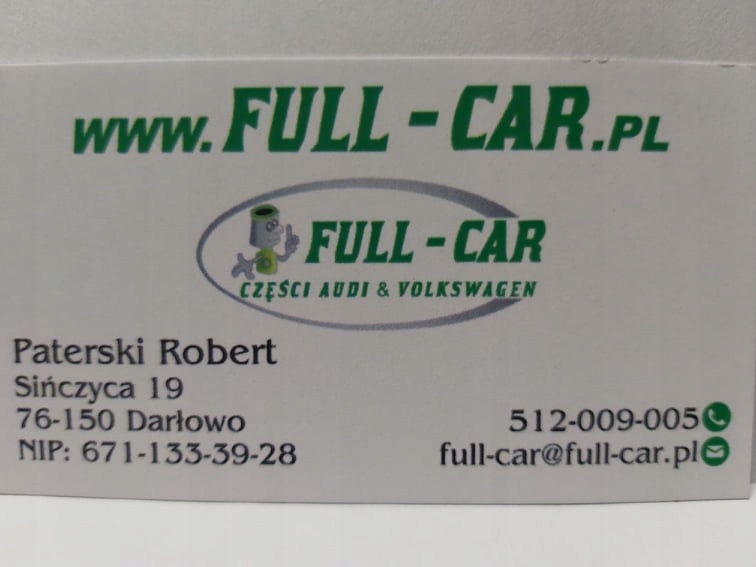 www.FULL-CAR.PL
FULL-CAR
CZĘŚCI AUDI & VOLKSWAGEN
Paterski Robert
Sińczyca 19
76-150 Darłowo
NIP: 671-133-39-28
512-009-005
full-car@full-car.pl